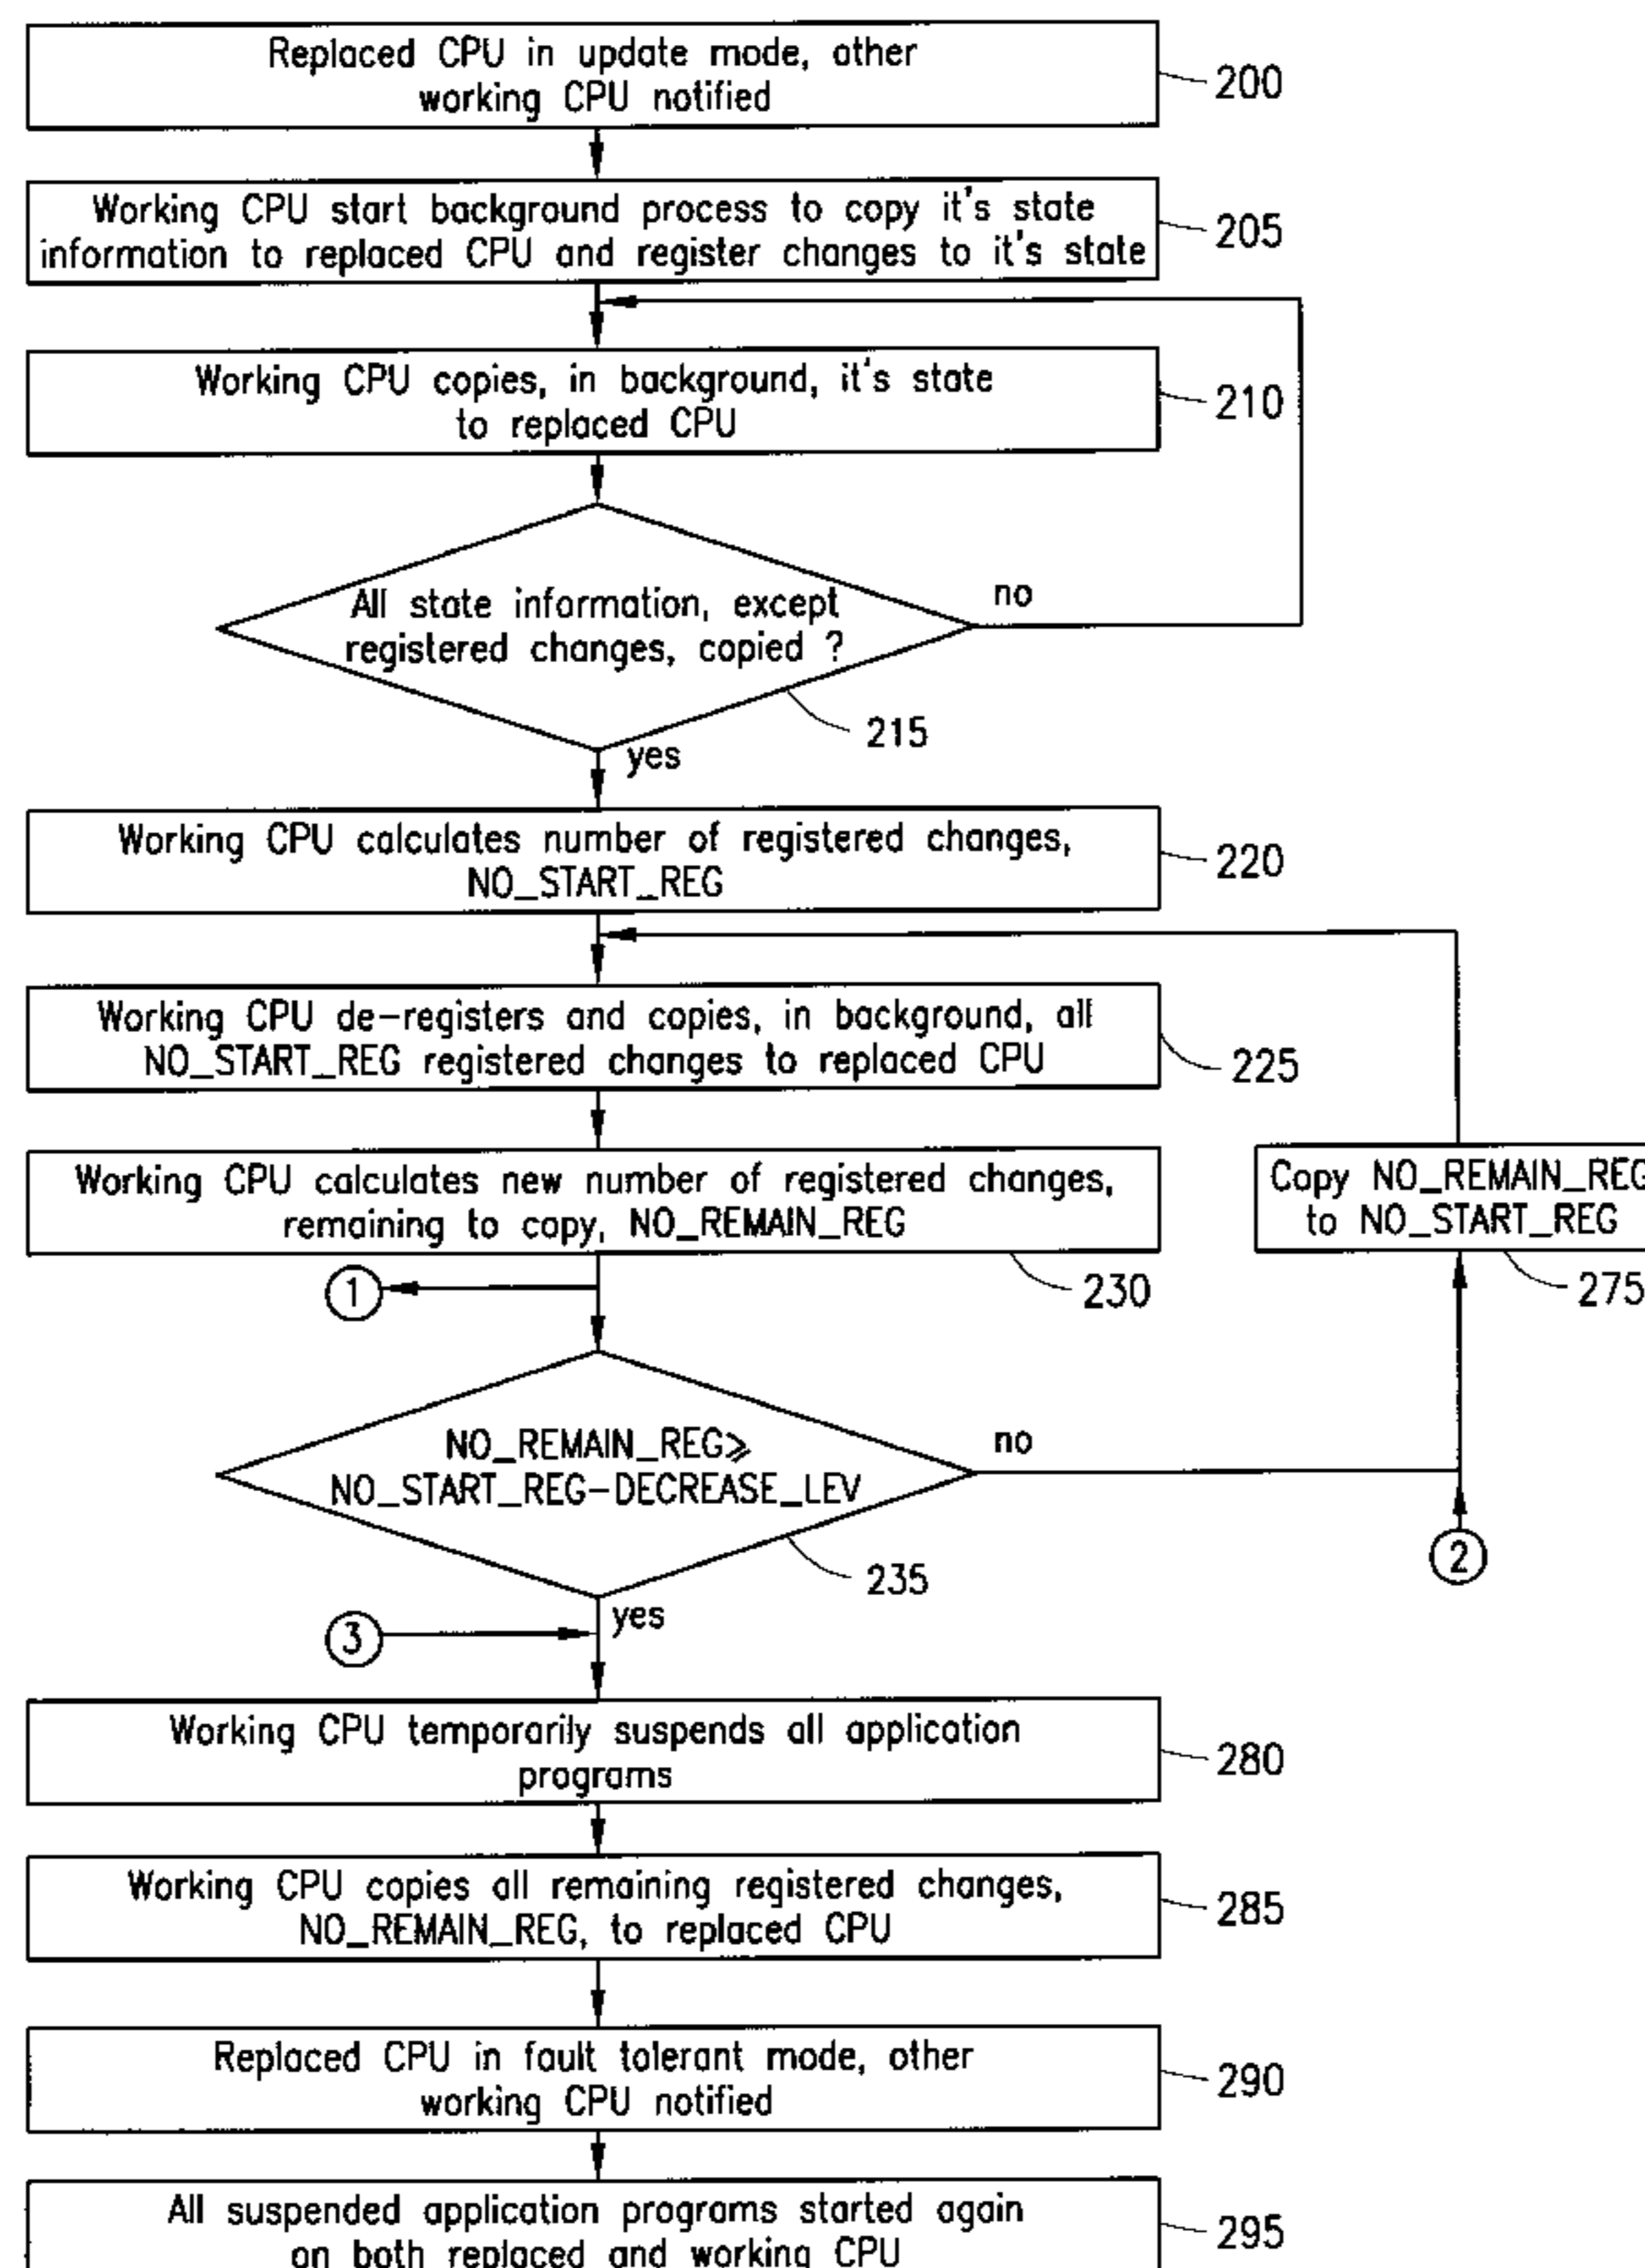 Replaced CPU in update mode, other
working CPU notified
200
Working CPU start background process to copy it's state
information to replaced CPU and register changes to it's state
205
Working CPU copies, in background, it's state
to replaced CPU
210
All state information, except
registered changes, copied ?
no
215
yes
Working CPU calculates number of registered changes,
NO_START_REG
220
Working CPU de-registers and copies, in background, all
NO_START_REG registered changes to replaced CPU
225
Working CPU calculates new number of registered changes,
remaining to copy, NO_REMAIN_REG
230
Copy NO_REMAIN_REG
to NO_START_REG
275
1
NO_REMAIN_REG⩾
NO_START_REG-DECREASE_LEV
no
235
2
yes
3
Working CPU temporarily suspends all application
programs
280
Working CPU copies all remaining registered changes,
NO_REMAIN_REG, to replaced CPU
285
Replaced CPU in fault tolerant mode, other
working CPU notified
290
All suspended application programs started again
on both replaced and working CPU
295